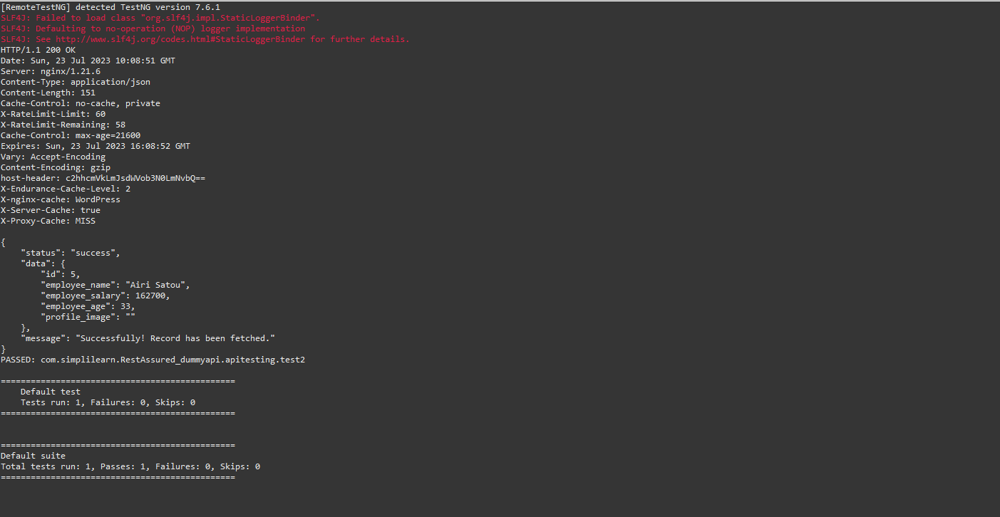 [RemoteTestNG] detected TestNG version 7.6.1
SLF4J: Failed to load class "org.slf4j.impl.StaticLoggerBinder".
SLF4J: Defaulting to no-operation (NOP) logger implementation
SLF4J: See http://www.slf4j.org/codes.html#StaticLoggerBinder for further details.
HTTP/1.1 200 OK
Date: Sun, 23 Jul 2023 10:08:51 GMT
Server: nginx/1.21.6
Content-Type: application/json
Content-Length: 151
Cache-Control: no-cache, private
X-RateLimit-Limit: 60
X-RateLimit-Remaining: 58
Cache-Control: max-age=21600
Expires: Sun, 23 Jul 2023 16:08:52 GMT
Vary: Accept-Encoding
Content-Encoding: gzip
host-header: c2hhcmVkLmJsdWVob3N0LmNvbQ==
X-Endurance-Cache-Level: 2
X-nginx-cache: WordPress
X-Server-Cache: true
X-Proxy-Cache: MISS

{
    "status": "success",
    "data": {
        "id": 5,
        "employee_name": "Airi Satou",
        "employee_salary": 162700,
        "employee_age": 33,
        "profile_image": ""
    },
    "message": "Successfully! Record has been fetched."
}
PASSED: com.simplilearn.RestAssured_dummyapi.apitesting.test2

===============================================
    Default test
    Tests run: 1, Failures: 0, Skips: 0
===============================================


===============================================
Default suite
Total tests run: 1, Passes: 1, Failures: 0, Skips: 0
===============================================